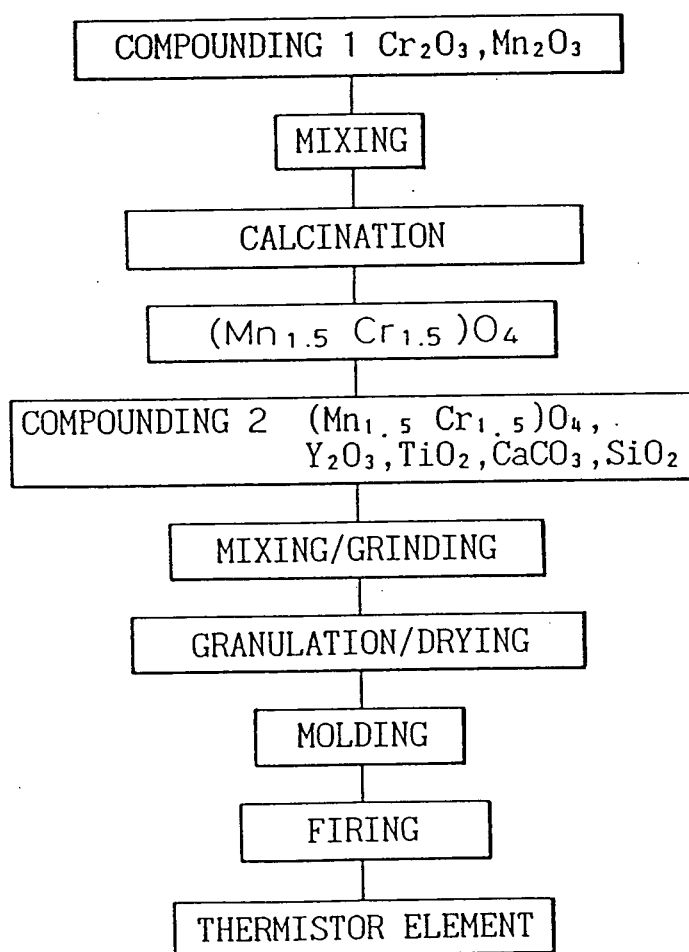 COMPOUNDING 1 Cr₂O₃,Mn₂O₃
MIXING
CALCINATION
(Mn₁.₅ Cr₁.₅)O₄
COMPOUNDING 2 (Mn₁.₅ Cr₁.₅)O₄,
Y₂O₃,TiO₂,CaCO₃,SiO₂
MIXING/GRINDING
GRANULATION/DRYING
MOLDING
FIRING
THERMISTOR ELEMENT